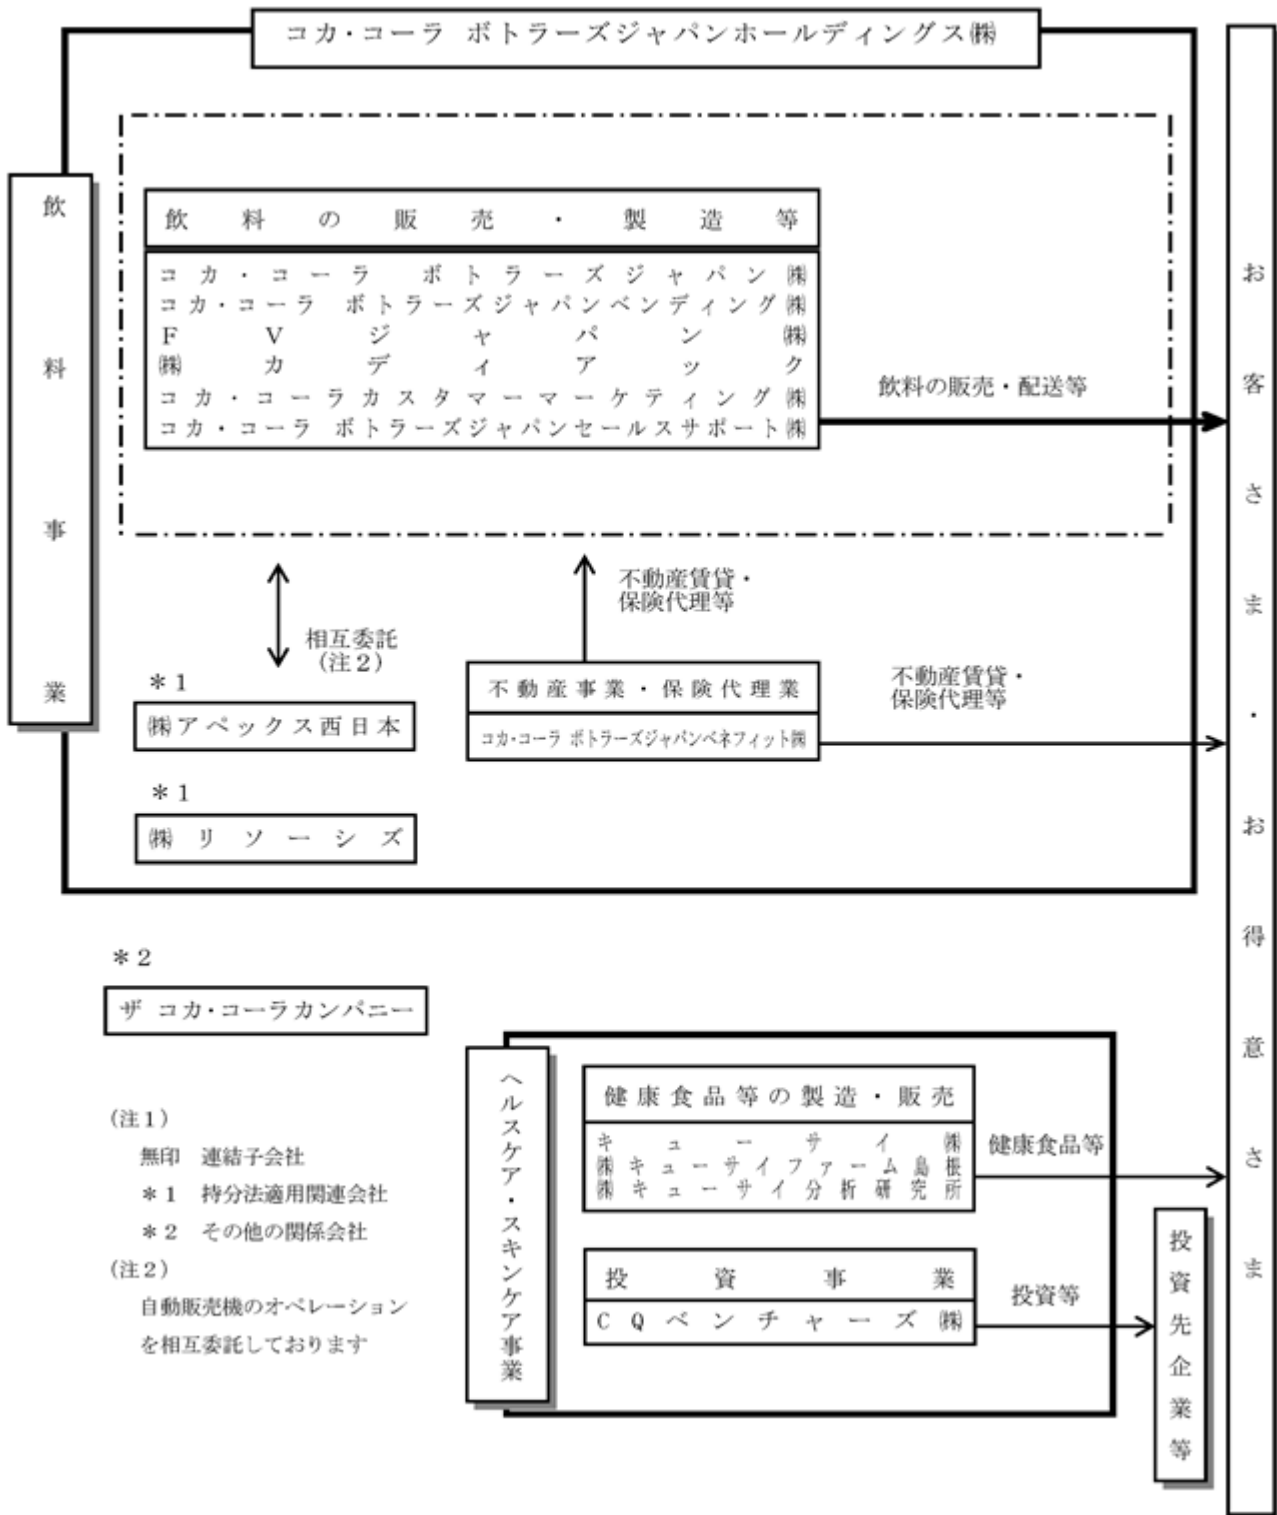 コカ・コーラ ボトラーズジャパンホールディングス㈱
飲料事業
飲料の販売・製造等
コカ・コーラ ボトラーズジャパン㈱
コカ・コーラ ボトラーズジャパンベンディング㈱
FVジャパン㈱
㈱カディアック
コカ・コーラカスタマーマーケティング㈱
コカ・コーラ ボトラーズジャパンセールスサポート㈱
飲料の販売・配送等
お客さま・お得意さま
相互委託
(注2)
不動産賃貸・
保険代理等
＊1
㈱アペックス西日本
＊1
㈱リソーシズ
不動産事業・保険代理業
コカ・コーラ ボトラーズジャパンベネフィット㈱
不動産賃貸・
保険代理等
＊2
ザ コカ・コーラカンパニー
(注1)
無印 連結子会社
＊1 持分法適用関連会社
＊2 その他の関係会社
(注2)
自動販売機のオペレーション
を相互委託しております
ヘルスケア・スキンケア事業
健康食品等の製造・販売
キューサイ㈱
㈱キューサイファーム島根
㈱キューサイ分析研究所
健康食品等
投資事業
CQベンチャーズ㈱
投資等
投資先企業等